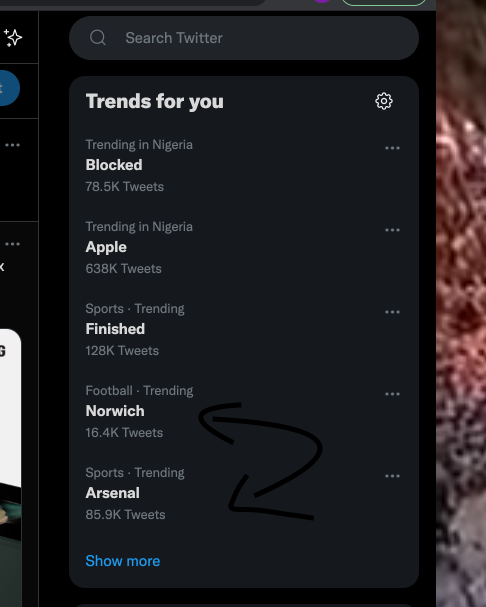 Search Twitter
Trends for you
Trending in Nigeria
Blocked
78.5K Tweets
Trending in Nigeria
Apple
638K Tweets
Sports · Trending
Finished
128K Tweets
Football · Trending
Norwich
16.4K Tweets
Sports · Trending
Arsenal
85.9K Tweets
Show more